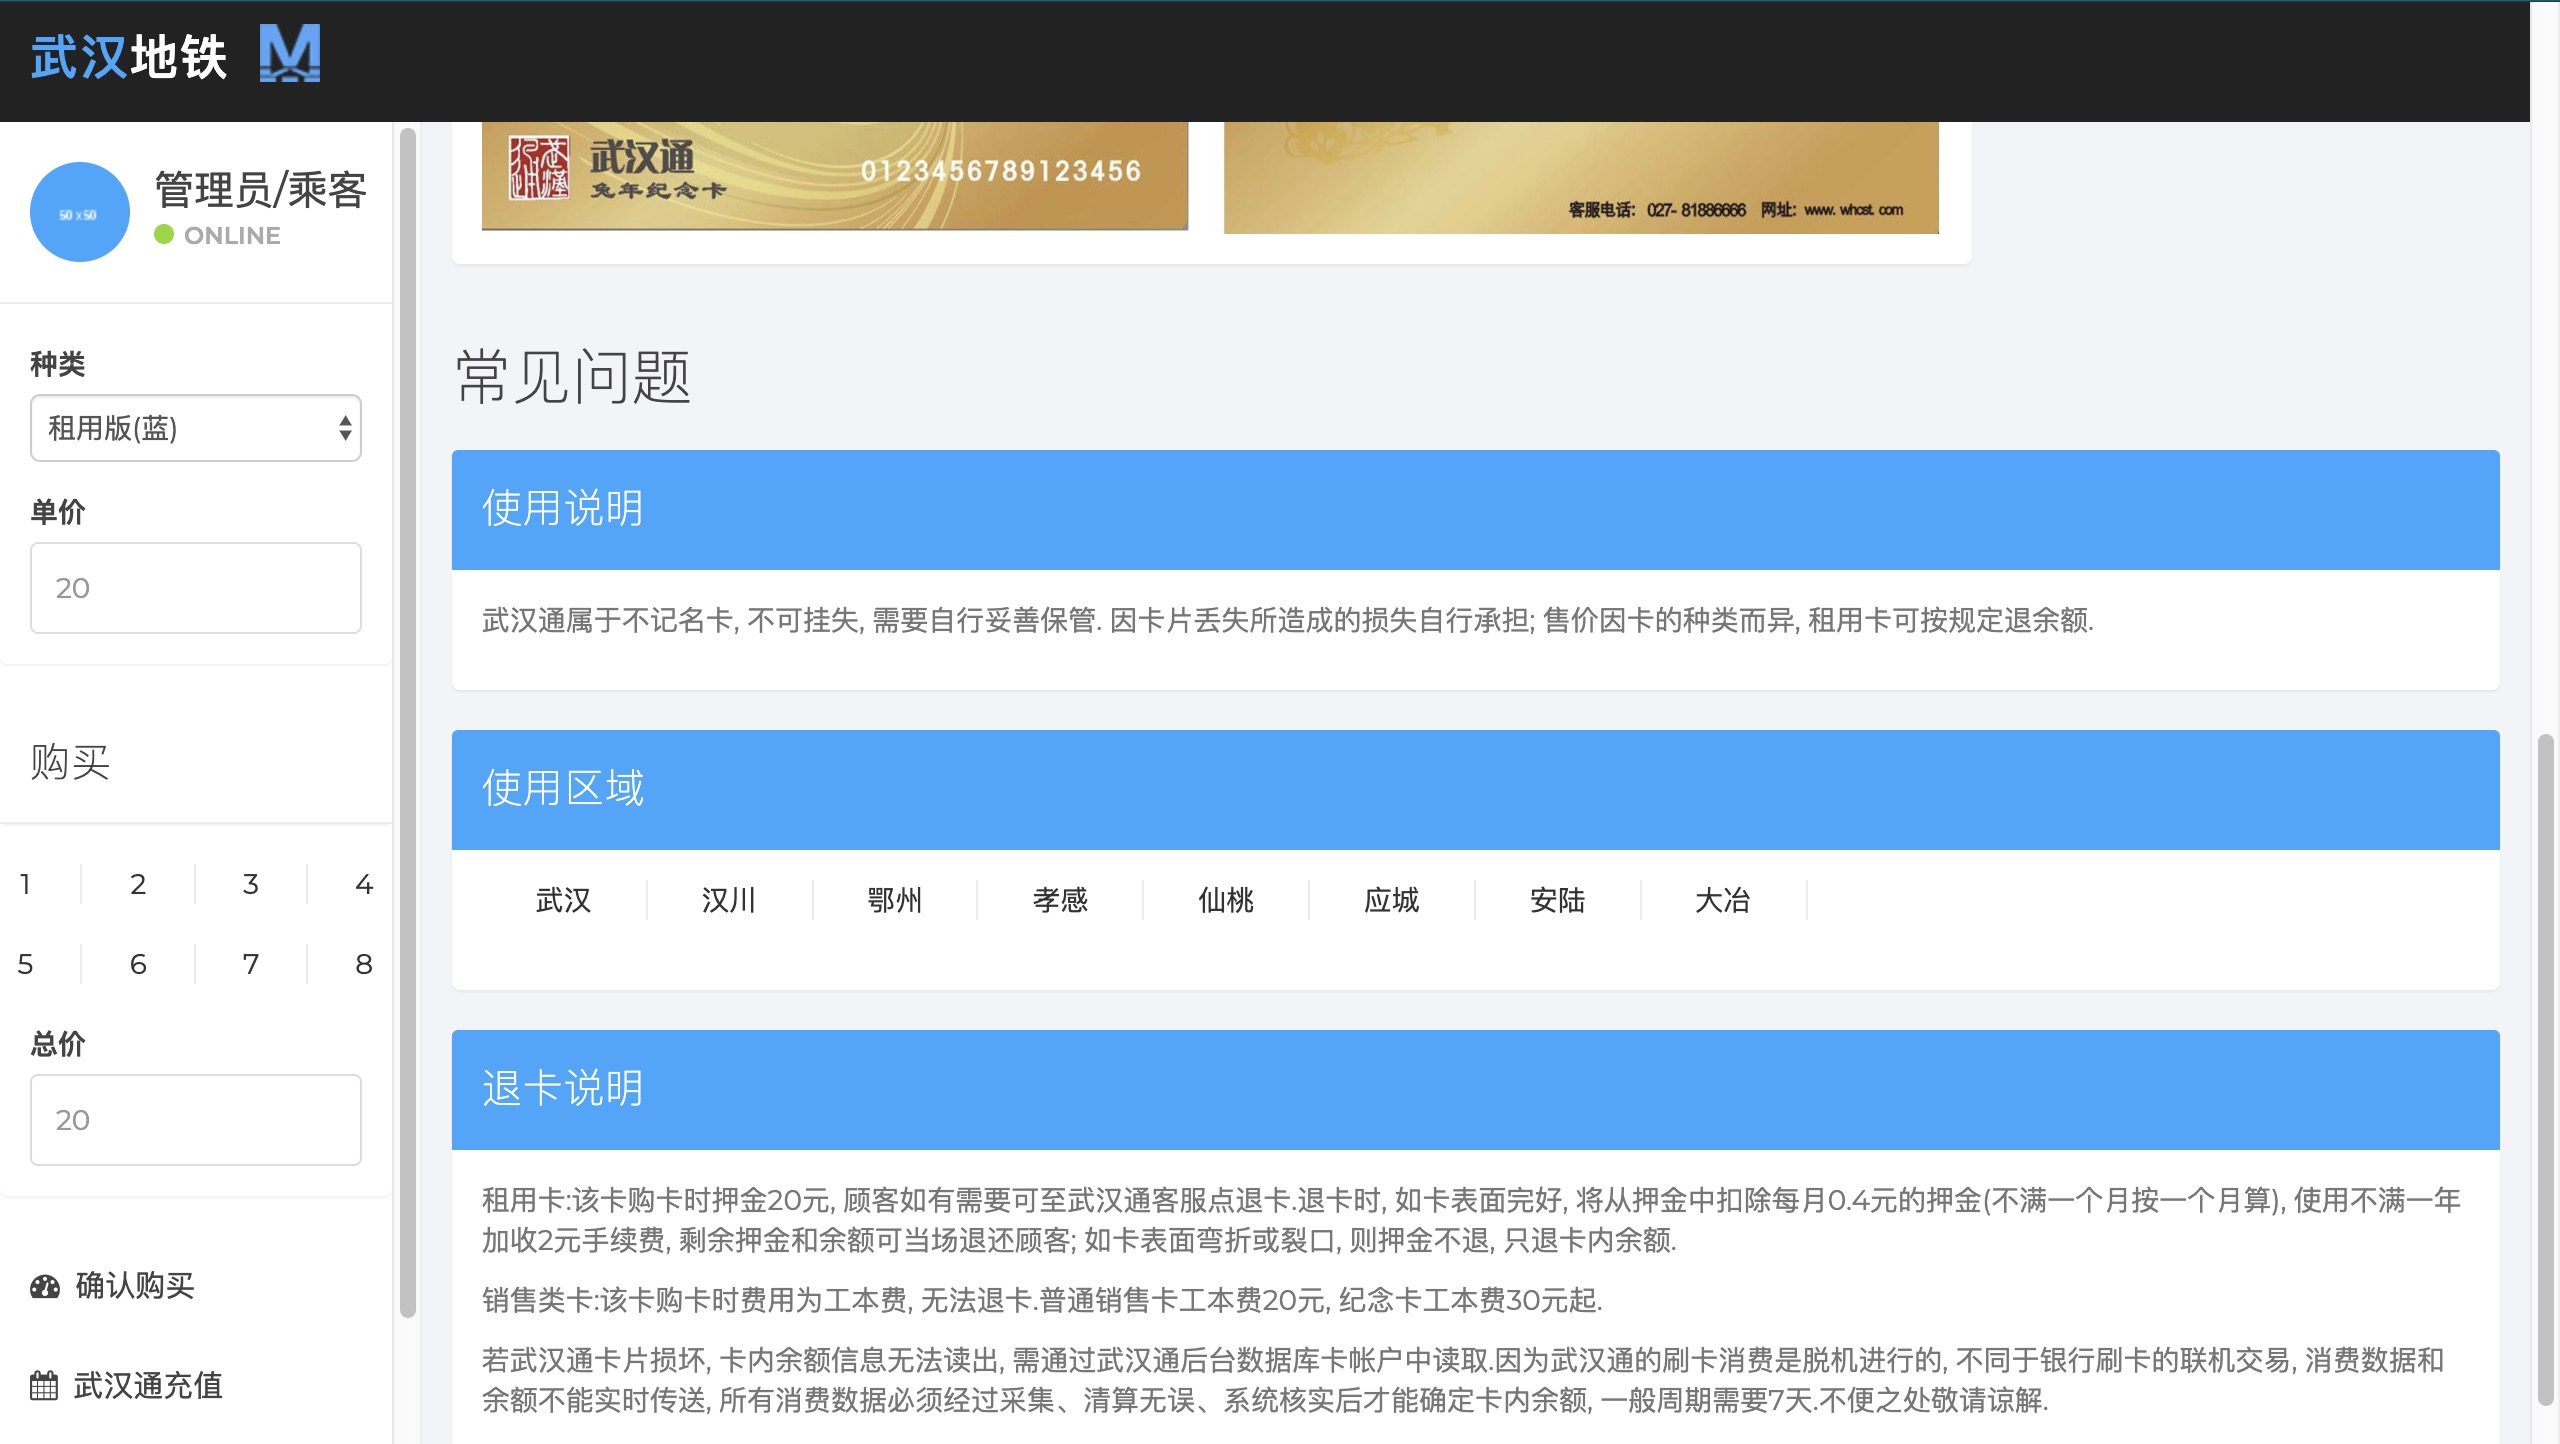 武汉地铁
50 x 50
管理员/乘客
ONLINE
种类
租用版(蓝)
单价
20
购买
1 2 3 4
5 6 7 8
总价
20
确认购买
武汉通充值
武汉通
兔年纪念卡
0123456789123456
客服电话: 027- 81886666 网址: www. whcst. com
常见问题
使用说明
武汉通属于不记名卡, 不可挂失, 需要自行妥善保管. 因卡片丢失所造成的损失自行承担; 售价因卡的种类而异, 租用卡可按规定退余额.
使用区域
武汉 汉川 鄂州 孝感 仙桃 应城 安陆 大冶
退卡说明
租用卡:该卡购卡时押金20元, 顾客如有需要可至武汉通客服点退卡.退卡时, 如卡表面完好, 将从押金中扣除每月0.4元的押金(不满一个月按一个月算), 使用不满一年
加收2元手续费, 剩余押金和余额可当场退还顾客; 如卡表面弯折或裂口, 则押金不退, 只退卡内余额.
销售类卡:该卡购卡时费用为工本费, 无法退卡.普通销售卡工本费20元, 纪念卡工本费30元起.
若武汉通卡片损坏, 卡内余额信息无法读出, 需通过武汉通后台数据库卡帐户中读取.因为武汉通的刷卡消费是脱机进行的, 不同于银行刷卡的联机交易, 消费数据和
余额不能实时传送, 所有消费数据必须经过采集、清算无误、系统核实后才能确定卡内余额, 一般周期需要7天.不便之处敬请谅解.